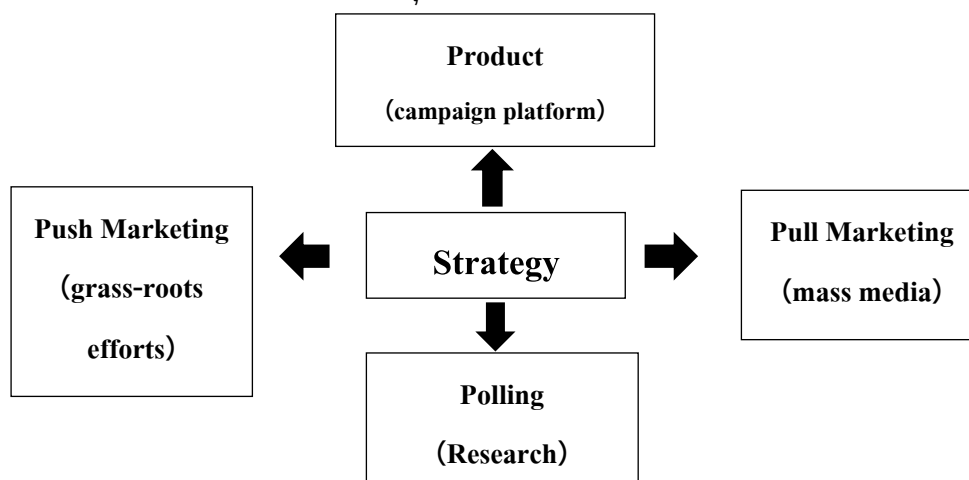 Product
（campaign platform）
Push Marketing
（grass-roots
efforts）
Strategy
Pull Marketing
（mass media）
Polling
（Research）